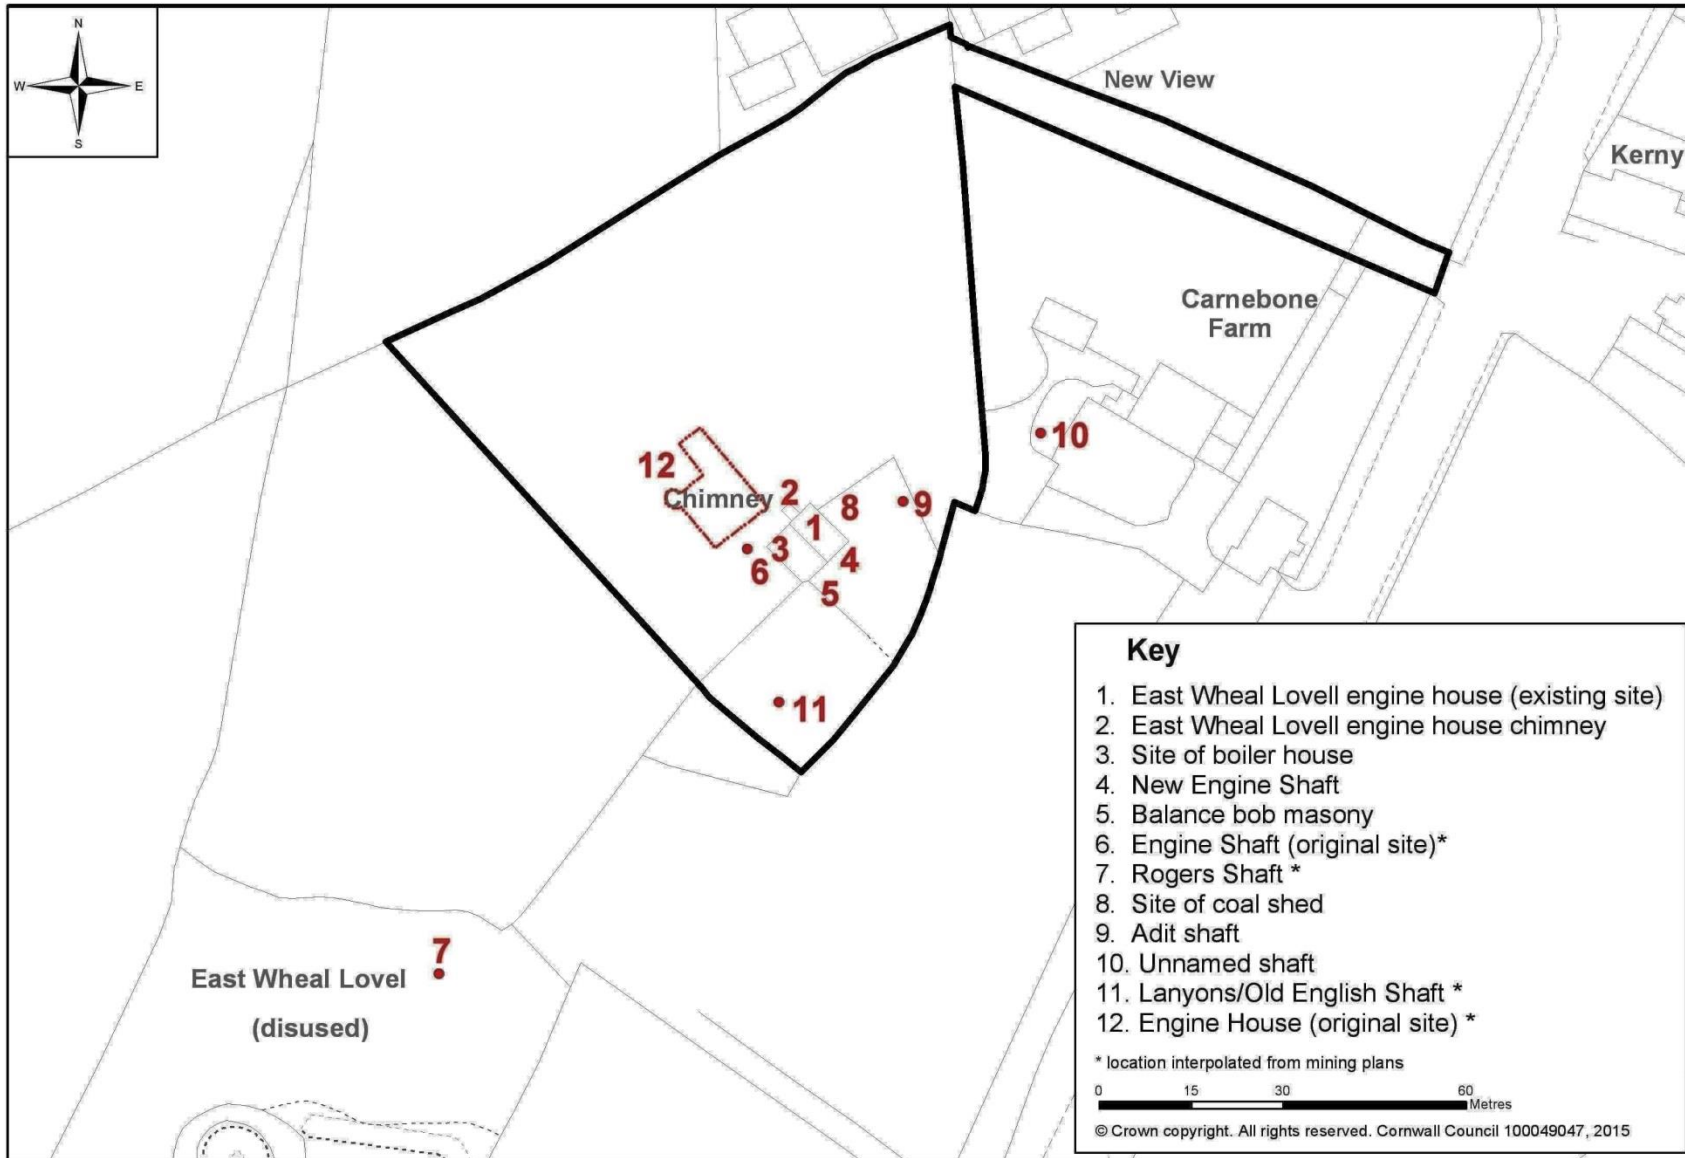 N
W
E
S
New View
Kerny
Carnebone
Farm
10
12
Chimney
2
8
9
1
3
4
6
5
11
7
East Wheal Lovel
(disused)
Key
1. East Wheal Lovell engine house (existing site)
2. East Wheal Lovell engine house chimney
3. Site of boiler house
4. New Engine Shaft
5. Balance bob masony
6. Engine Shaft (original site)*
7. Rogers Shaft *
8. Site of coal shed
9. Adit shaft
10. Unnamed shaft
11. Lanyons/Old English Shaft *
12. Engine House (original site) *
* location interpolated from mining plans
0 15 30 60
Metres
© Crown copyright. All rights reserved. Cornwall Council 100049047, 2015